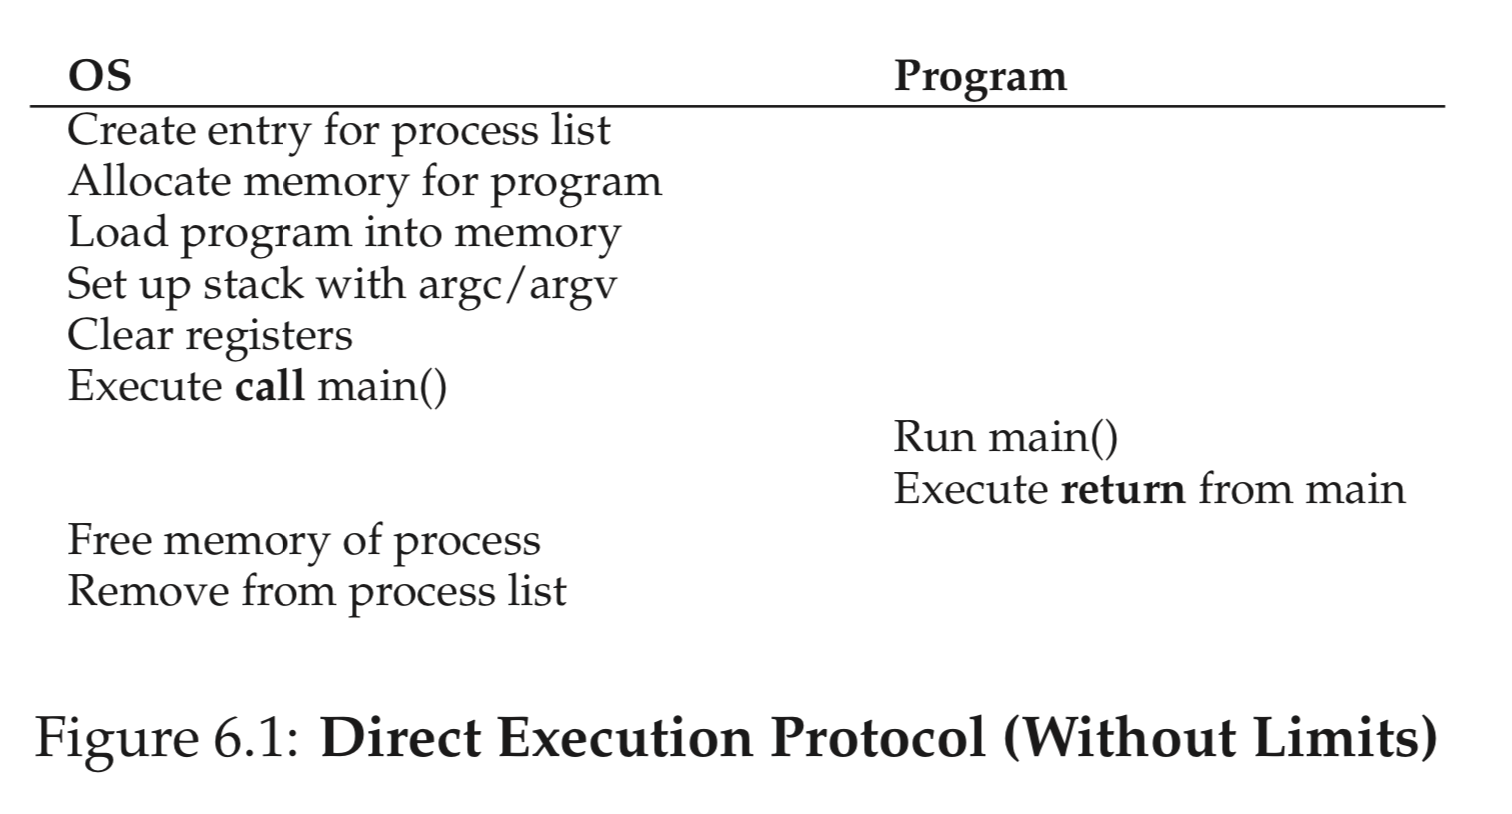 OS Program
Create entry for process list
Allocate memory for program
Load program into memory
Set up stack with argc/argv
Clear registers
Execute call main()
Run main()
Execute return from main
Free memory of process
Remove from process list
Figure 6.1: Direct Execution Protocol (Without Limits)